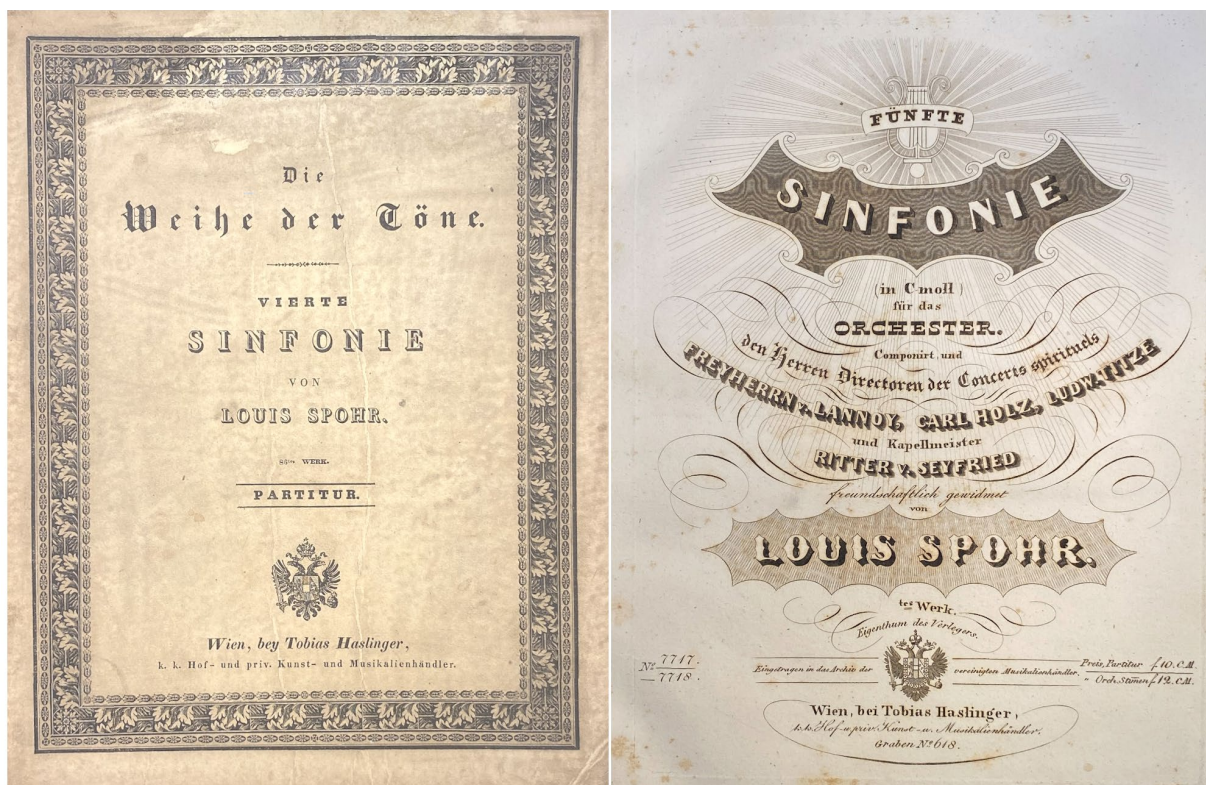 Die
Weihe der Töne.
VIERTE
SINFONIE
VON
LOUIS SPOHR.
86tes WERK.
PARTITUR.
Wien, bey Tobias Haslinger,
k. k. Hof- und priv. Kunst- und Musikalienhändler.
FÜNFTE
SINFONIE
(in C moll)
für das
ORCHESTER.
Componirt und
den Herren Directoren der Concerts spirituels
FREYHERRN v. LANNOY, CARL HOLZ, LUDW. TITZE
und Kapellmeister
RITTER v. SEYFRIED
freundschaftlich gewidmet
von
LOUIS SPOHR.
tes Werk.
Eigenthum des Verlegers.
No. 7717.
7718.
Eingetragen in das Archiv der vereinigten Musikalienhändler.
Preis, Partitur f 10. C.M.
" Orch. Stimen f 12. C.M.
Wien, bei Tobias Haslinger,
k.k. Hof- u. priv. Kunst- u. Musikalienhändler.
Graben No. 618.